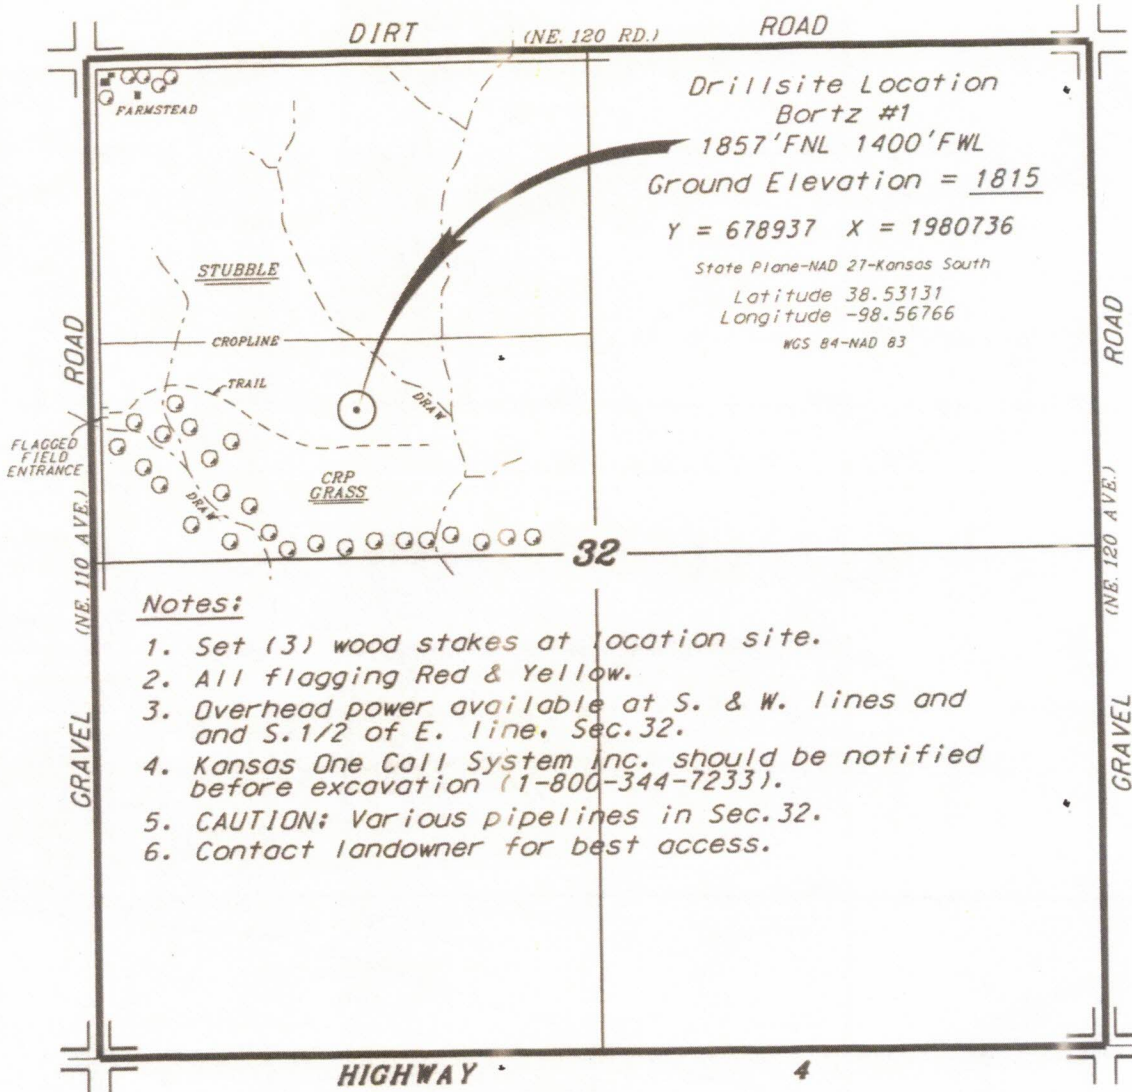 DIRT (NE. 120 RD.) ROAD
FARMSTEAD
Drillsite Location
Bortz #1
1857'FNL 1400'FWL
Ground Elevation = 1815
Y = 678937 X = 1980736
State Plane-NAD 27-Kansas South
Latitude 38.53131
Longitude -98.56766
WGS 84-NAD 83
STUBBLE
CROPLINE
TRAIL
DRAW
FLAGGED
FIELD
ENTRANCE
CRP
GRASS
DRAW
32
GRAVEL (NE. 110 AVE.) ROAD
GRAVEL (NE. 120 AVE.) ROAD
Notes:
1. Set (3) wood stakes at location site.
2. All flagging Red & Yellow.
3. Overhead power available at S. & W. lines and
and S.1/2 of E. line. Sec.32.
4. Kansas One Call System Inc. should be notified
before excavation (1-800-344-7233).
5. CAUTION: Various pipelines in Sec.32.
6. Contact landowner for best access.
HIGHWAY 4